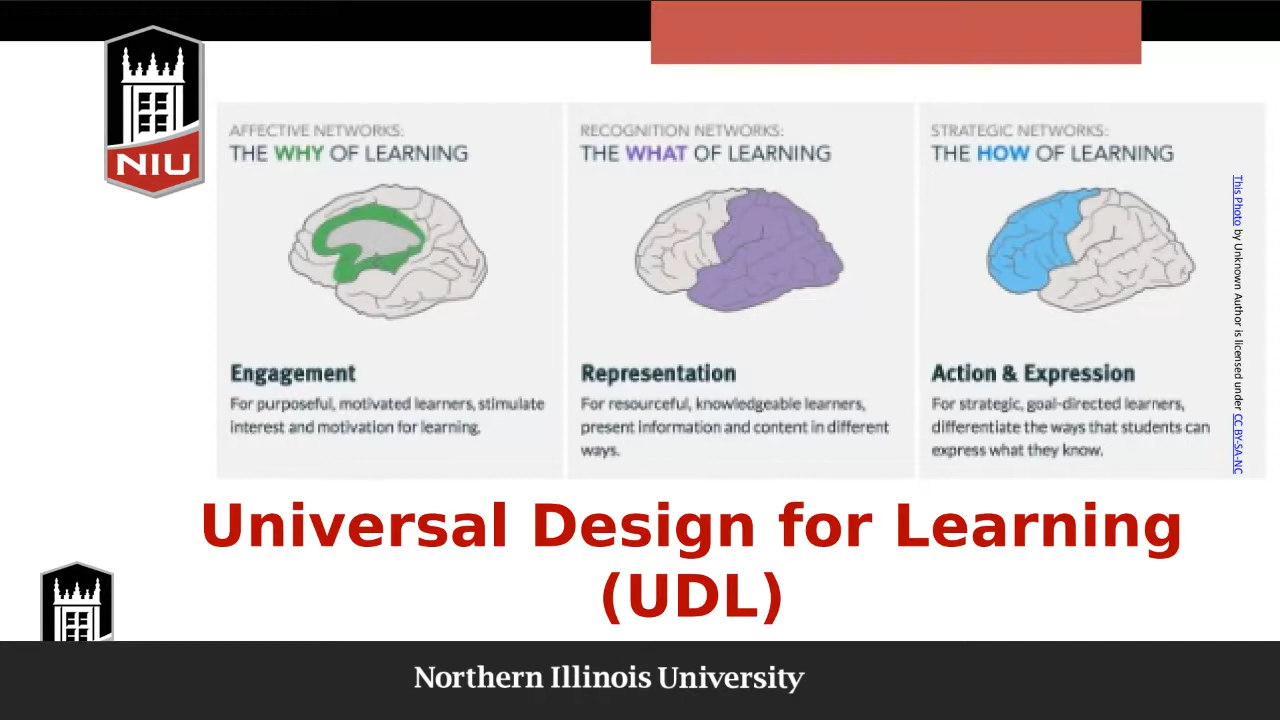 NIU
AFFECTIVE NETWORKS:
THE WHY OF LEARNING
Engagement
For purposeful, motivated learners, stimulate
interest and motivation for learning.
RECOGNITION NETWORKS:
THE WHAT OF LEARNING
Representation
For resourceful, knowledgeable learners,
present information and content in different
ways.
STRATEGIC NETWORKS:
THE HOW OF LEARNING
Action & Expression
For strategic, goal-directed learners,
differentiate the ways that students can
express what they know.
This Photo by Unknown Author is licensed under CC BY-SA-NC
Universal Design for Learning
(UDL)
Northern Illinois University